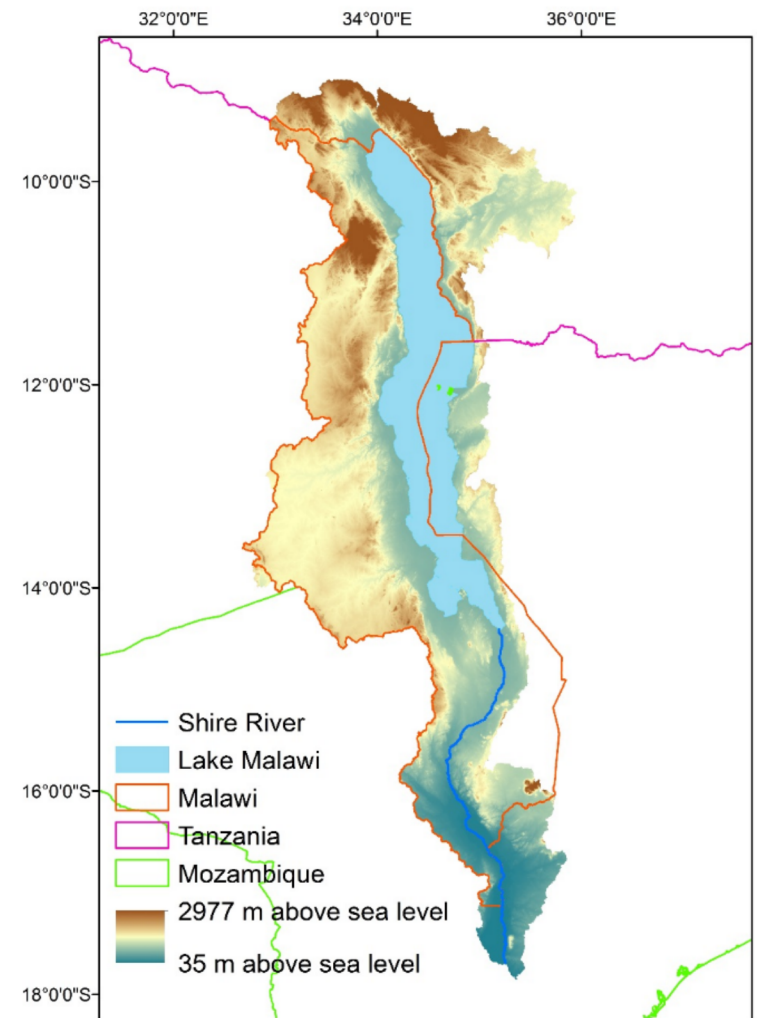 32°0'0"E 34°0'0"E 36°0'0"E
10°0'0"S
12°0'0"S
14°0'0"S
16°0'0"S
18°0'0"S
Shire River
Lake Malawi
Malawi
Tanzania
Mozambique
2977 m above sea level
35 m above sea level